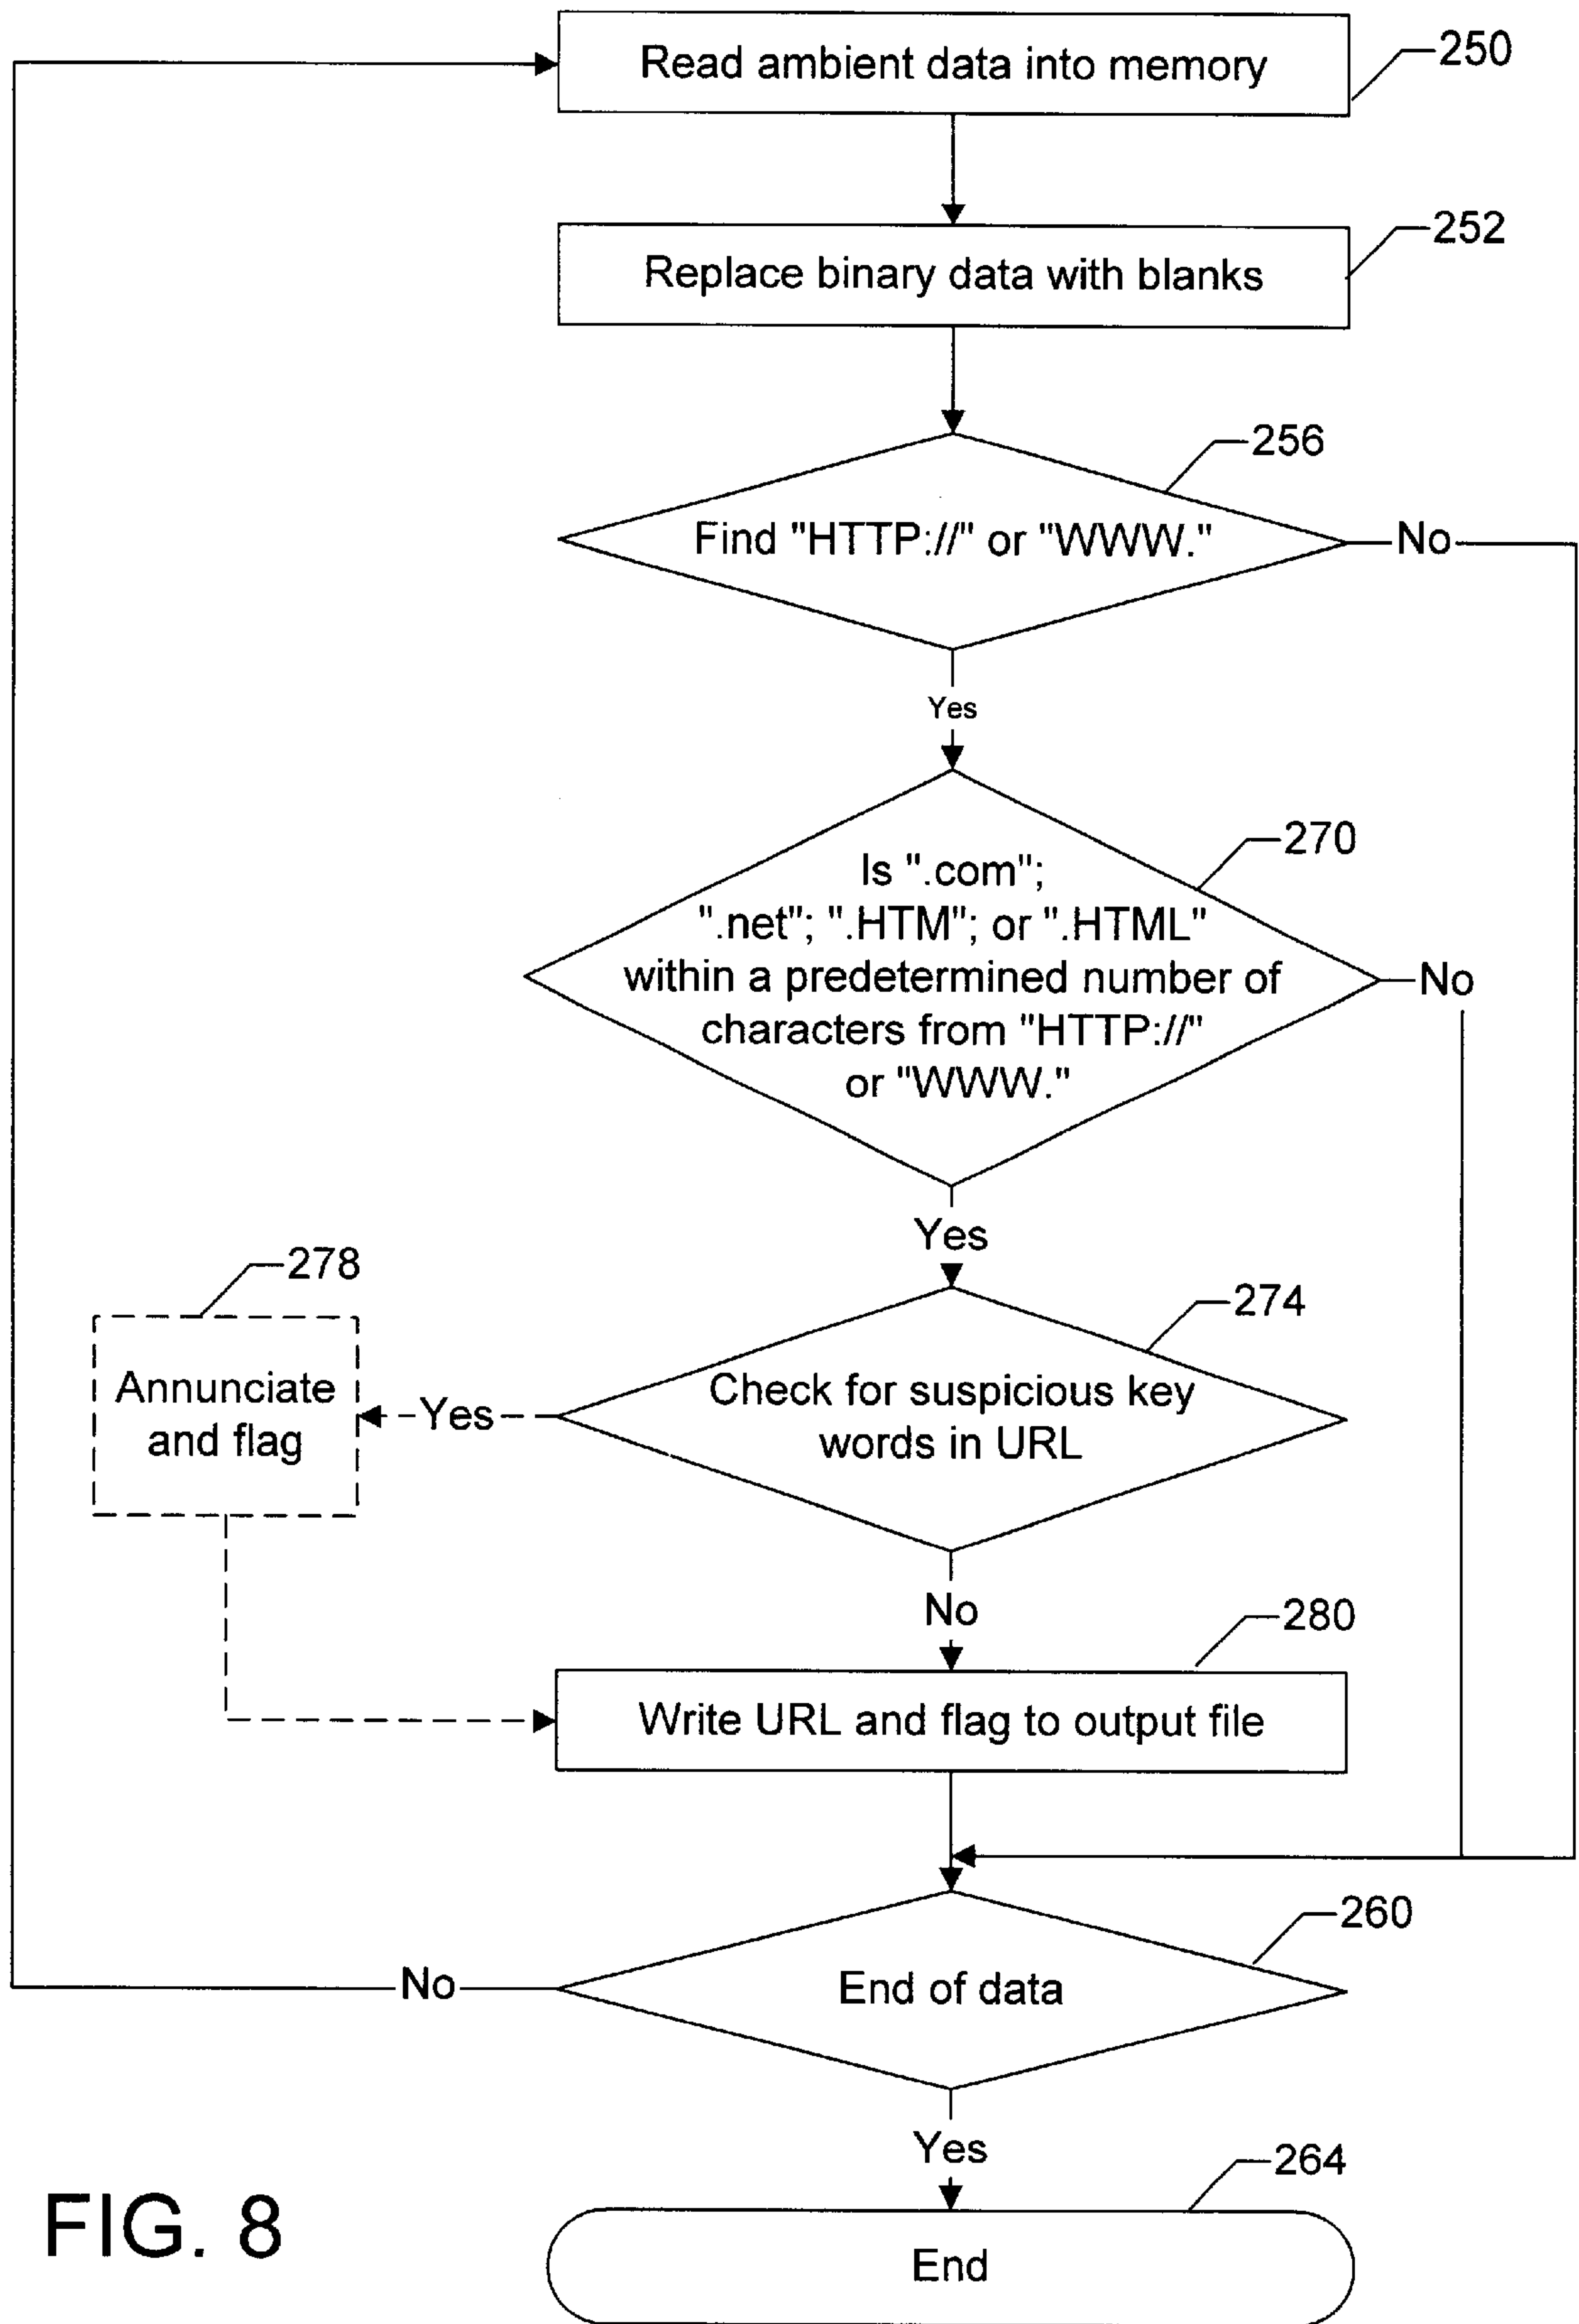 Read ambient data into memory
250
Replace binary data with blanks
252
256
Find "HTTP://" or "WWW."
No
Yes
270
Is ".com";
".net"; ".HTM"; or ".HTML"
within a predetermined number of
characters from "HTTP://"
or "WWW."
No
Yes
278
274
Annunciate
and flag
Yes
Check for suspicious key
words in URL
No
280
Write URL and flag to output file
260
End of data
No
Yes
264
End
FIG. 8